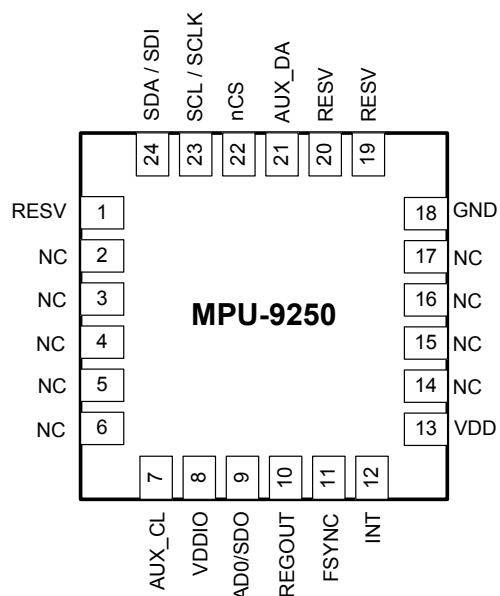 SDA / SDI
SCL / SCLK
nCS
AUX_DA
RESV
RESV
24
23
22
21
20
19
RESV 1
18 GND
NC 2
17 NC
NC 3
16 NC
MPU-9250
NC 4
15 NC
NC 5
14 NC
NC 6
13 VDD
7
8
9
10
11
12
AUX_CL
VDDIO
AD0/SDO
REGOUT
FSYNC
INT